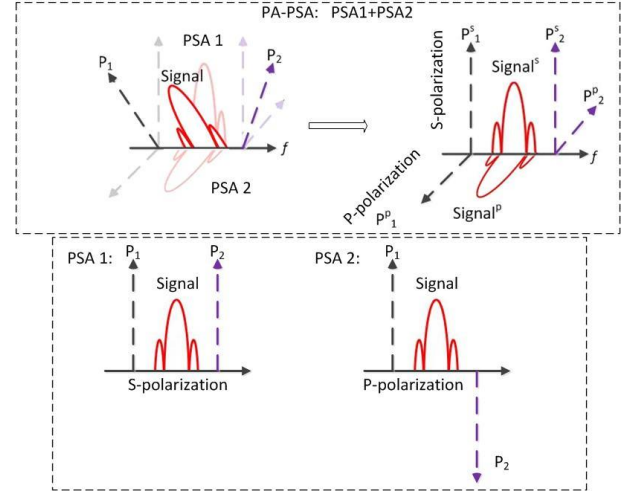 PA-PSA: PSA1+PSA2
P1
PSA 1
P2
Signal
f
PSA 2
S-polarization
Ps1
Ps2
Signals
Pp2
f
P-polarization
Signalp
Pp1
PSA 1:
P1
P2
Signal
S-polarization
PSA 2:
P1
Signal
P-polarization
P2